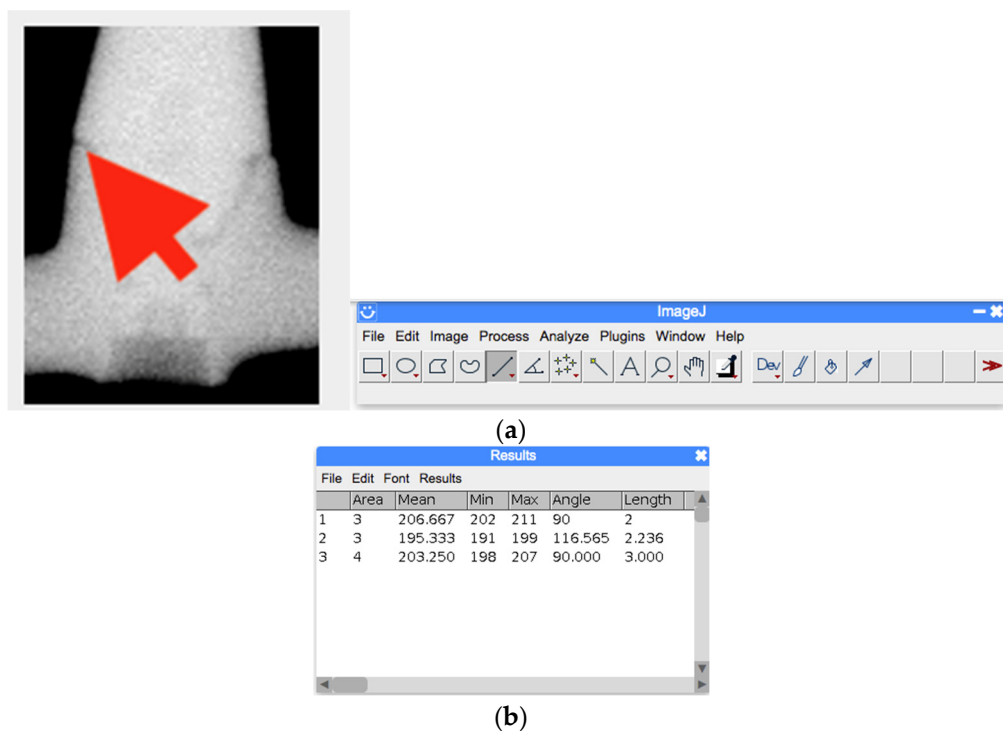 ImageJ
File Edit Image Process Analyze Plugins Window Help
Dev
(a)
Results
File Edit Font Results
Area Mean Min Max Angle Length
1 3 206.667 202 211 90 2
2 3 195.333 191 199 116.565 2.236
3 4 203.250 198 207 90.000 3.000
(b)